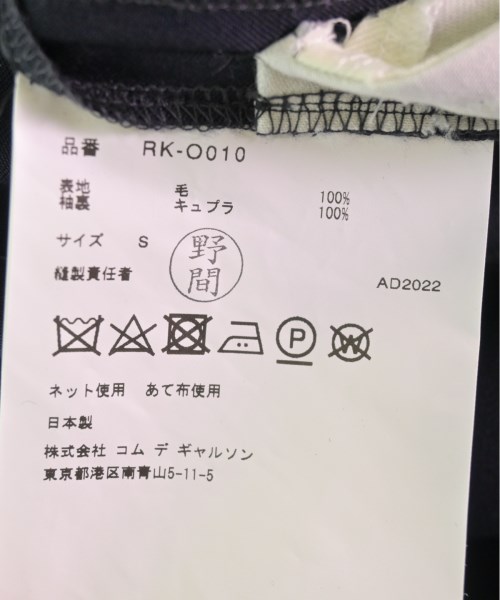 品番 RK-O010
表地 毛 100%
袖裏 キュプラ 100%
サイズ S
野間
縫製責任者
AD2022
P W
ネット使用 あて布使用
日本製
株式会社 コム デ ギャルソン
東京都港区南青山5-11-5